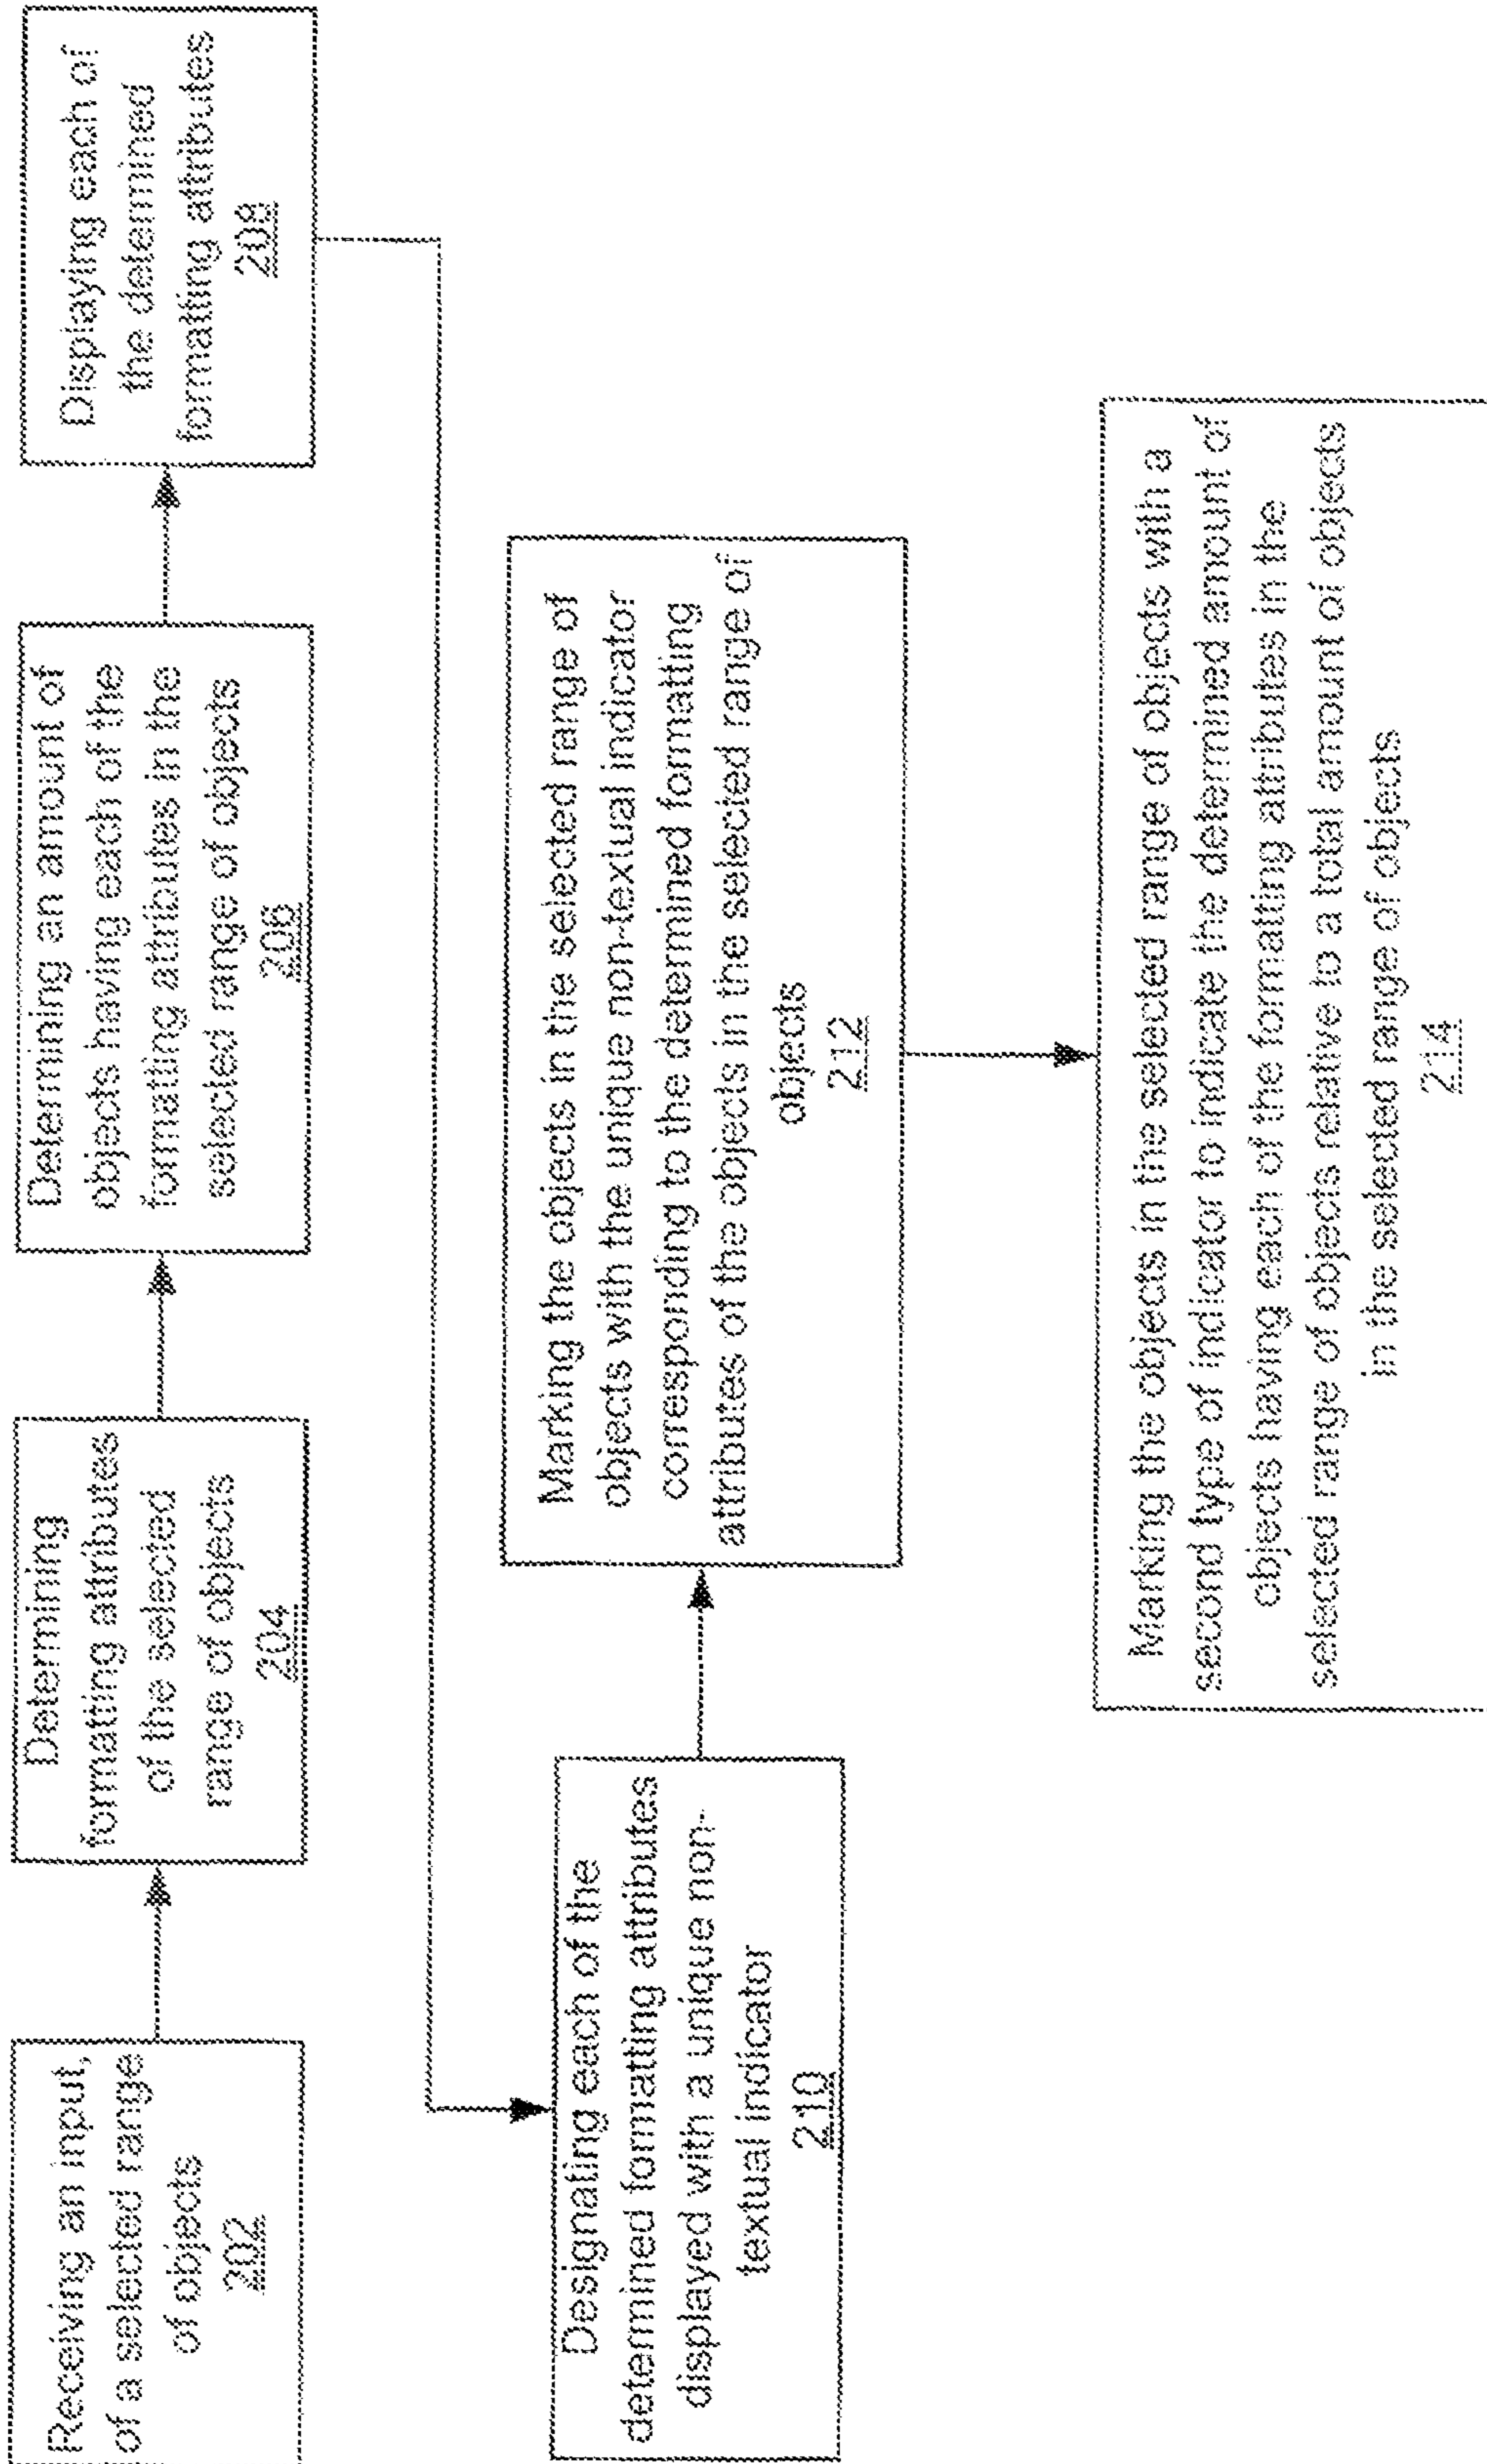 Receiving an input,
of a selected range
of objects
202
Determining
formatting attributes
of the selected
range of objects
204
Determining an amount of
objects having each of the
formatting attributes in the
selected range of objects
206
Displaying each of
the determined
formatting attributes
208
Designating each of the
determined formatting attributes
displayed with a unique non-
textual indicator
210
Marking the objects in the selected range of
objects with the unique non-textual indicator
corresponding to the determined formatting
attributes of the objects in the selected range of
objects
212
Marking the objects in the selected range of objects with a
second type of indicator to indicate the determined amount of
objects having each of the formatting attributes in the
selected range of objects relative to a total amount of objects
in the selected range of objects
214